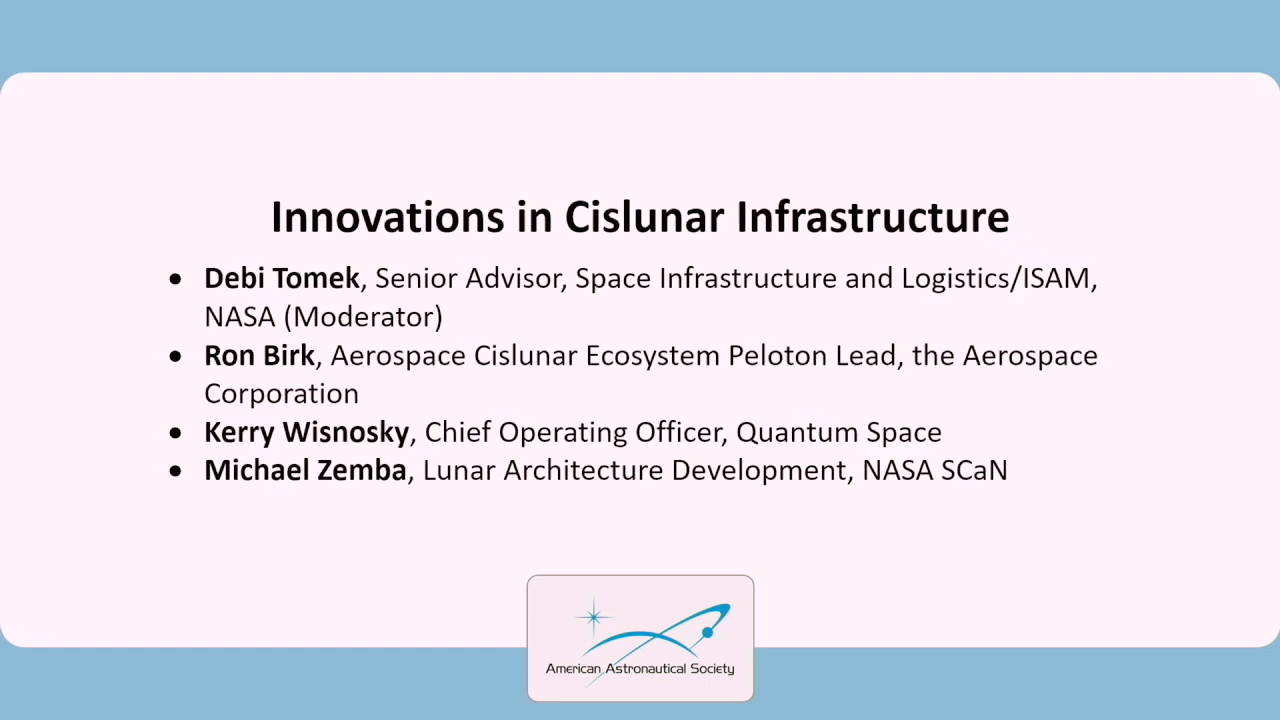 Innovations in Cislunar Infrastructure
• Debi Tomek, Senior Advisor, Space Infrastructure and Logistics/ISAM,
NASA (Moderator)
• Ron Birk, Aerospace Cislunar Ecosystem Peloton Lead, the Aerospace
Corporation
• Kerry Wisnosky, Chief Operating Officer, Quantum Space
• Michael Zemba, Lunar Architecture Development, NASA SCaN
American Astronautical Society